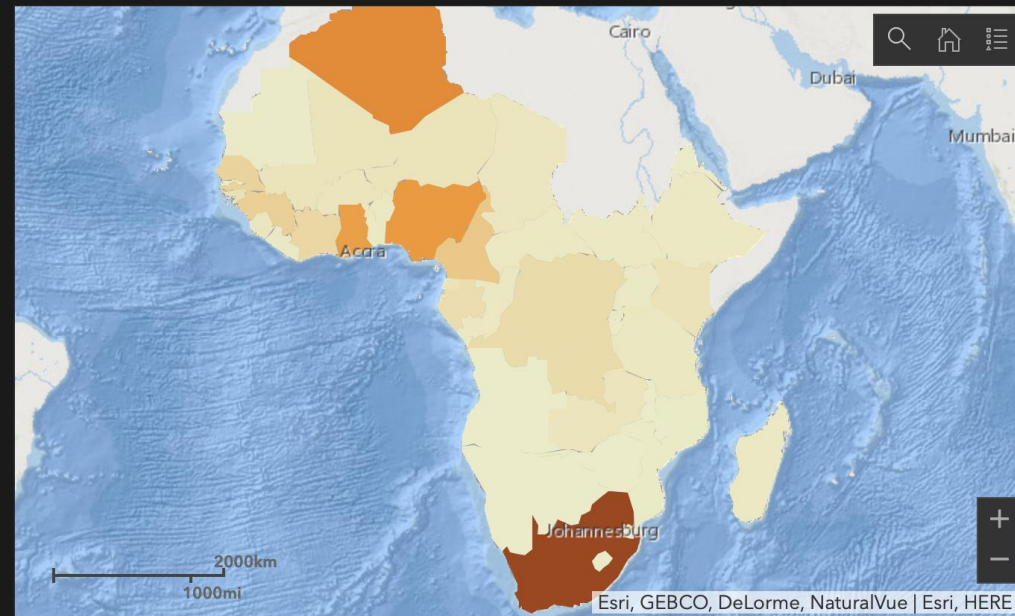 Cairo
Dubai
Mumbai
Accra
Johannesburg
2000km
1000mi
Esri, GEBCO, DeLorme, NaturalVue | Esri, HERE